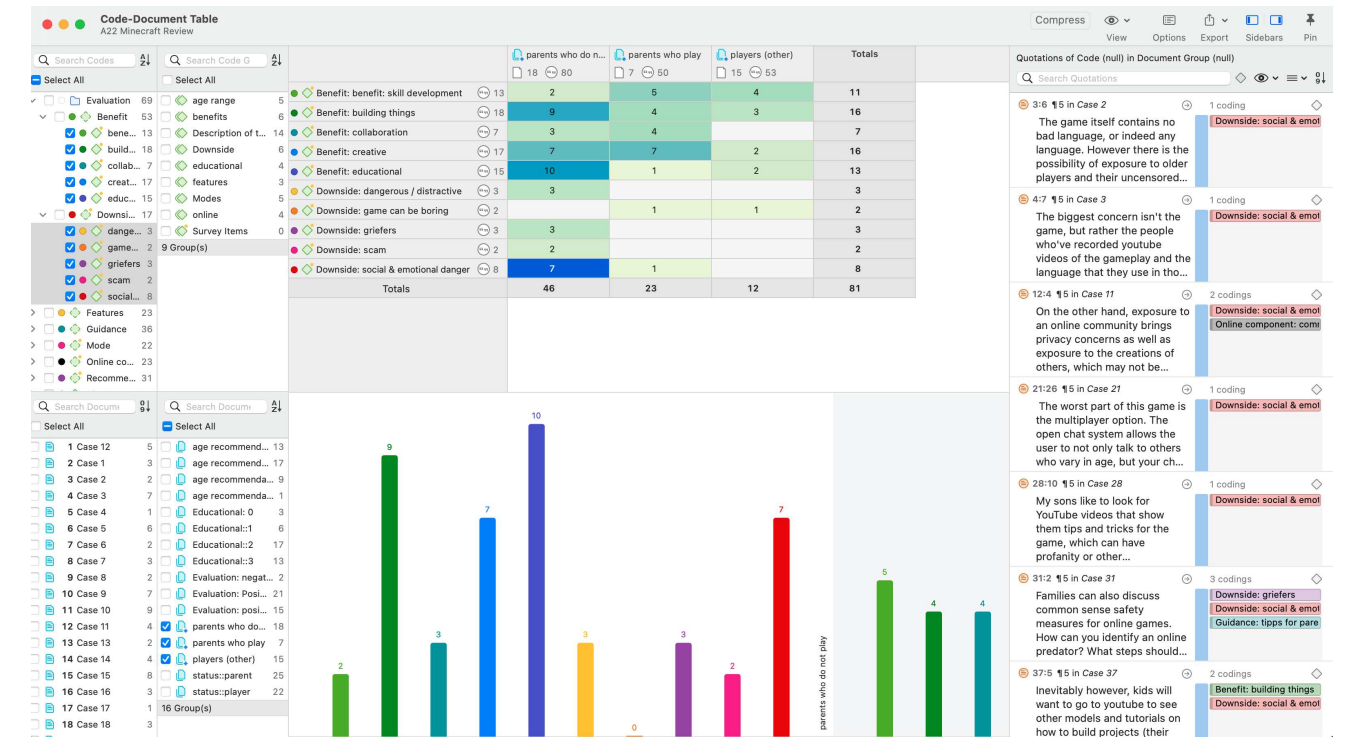 Code-Document Table
A22 Minecraft Review
Compress
View
Options
Export
Sidebars
Pin
Search Codes
Select All
Evaluation 69
Benefit 53
bene... 13
build... 18
collab... 7
creat... 17
educ... 15
Downsi... 17
dange... 3
game... 2
griefers 3
scam 2
social... 8
Features 23
Guidance 36
Mode 22
Online co... 23
Recomme... 31
Search Code G
Select All
age range 5
benefits 6
Description of t... 14
Downside 6
educational 4
features 3
Modes 5
online 4
Survey Items 0
9 Group(s)
parents who do n... parents who play players (other) Totals
18 80 7 50 15 53
Benefit: benefit: skill development 13 2 5 4 11
Benefit: building things 18 9 4 3 16
Benefit: collaboration 7 3 4 7
Benefit: creative 17 7 7 2 16
Benefit: educational 15 10 1 2 13
Downside: dangerous / distractive 3 3 3
Downside: game can be boring 2 1 1 2
Downside: griefers 3 3 3
Downside: scam 2 2 2
Downside: social & emotional danger 8 7 1 8
Totals 46 23 12 81
Search Docum
Select All
1 Case 12 5
2 Case 1 3
3 Case 2 2
4 Case 3 7
5 Case 4 1
6 Case 5 6
7 Case 6 2
8 Case 7 3
9 Case 8 2
10 Case 9 7
11 Case 10 9
12 Case 11 4
13 Case 13 2
14 Case 14 4
15 Case 15 8
16 Case 16 3
17 Case 17 1
18 Case 18 3
Search Docum
Select All
age recommend... 13
age recommend... 17
age recommenda... 9
age recommenda... 1
Educational: 0 3
Educational::1 6
Educational::2 17
Educational::3 13
Evaluation: negat... 2
Evaluation: Posi... 21
Evaluation: posi... 15
parents who do... 18
parents who play 7
players (other) 15
status::parent 25
status::player 22
16 Group(s)
2
9
3
7
10
3
0
3
2
7
parents who do not play
5
4
4
Quotations of Code (null) in Document Group (null)
Search Quotations
3:6 ¶5 in Case 2
1 coding
Downside: social & emot
The game itself contains no
bad language, or indeed any
language. However there is the
possibility of exposure to older
players and their uncensored...
4:7 ¶5 in Case 3
1 coding
Downside: social & emot
The biggest concern isn't the
game, but rather the people
who've recorded youtube
videos of the gameplay and the
language that they use in tho...
12:4 ¶5 in Case 11
2 codings
Downside: social & emot
Online component: com
On the other hand, exposure to
an online community brings
privacy concerns as well as
exposure to the creations of
others, which may not be...
21:26 ¶5 in Case 21
1 coding
Downside: social & emot
The worst part of this game is
the multiplayer option. The
open chat system allows the
user to not only talk to others
who vary in age, but your ch...
28:10 ¶5 in Case 28
1 coding
Downside: social & emot
My sons like to look for
YouTube videos that show
them tips and tricks for the
game, which can have
profanity or other...
31:2 ¶5 in Case 31
3 codings
Downside: griefers
Downside: social & emot
Guidance: tipps for pare
Families can also discuss
common sense safety
measures for online games.
How can you identify an online
predator? What steps should...
37:5 ¶5 in Case 37
2 codings
Benefit: building things
Downside: social & emot
Inevitably however, kids will
want to go to youtube to see
other models and tutorials on
how to build projects (their